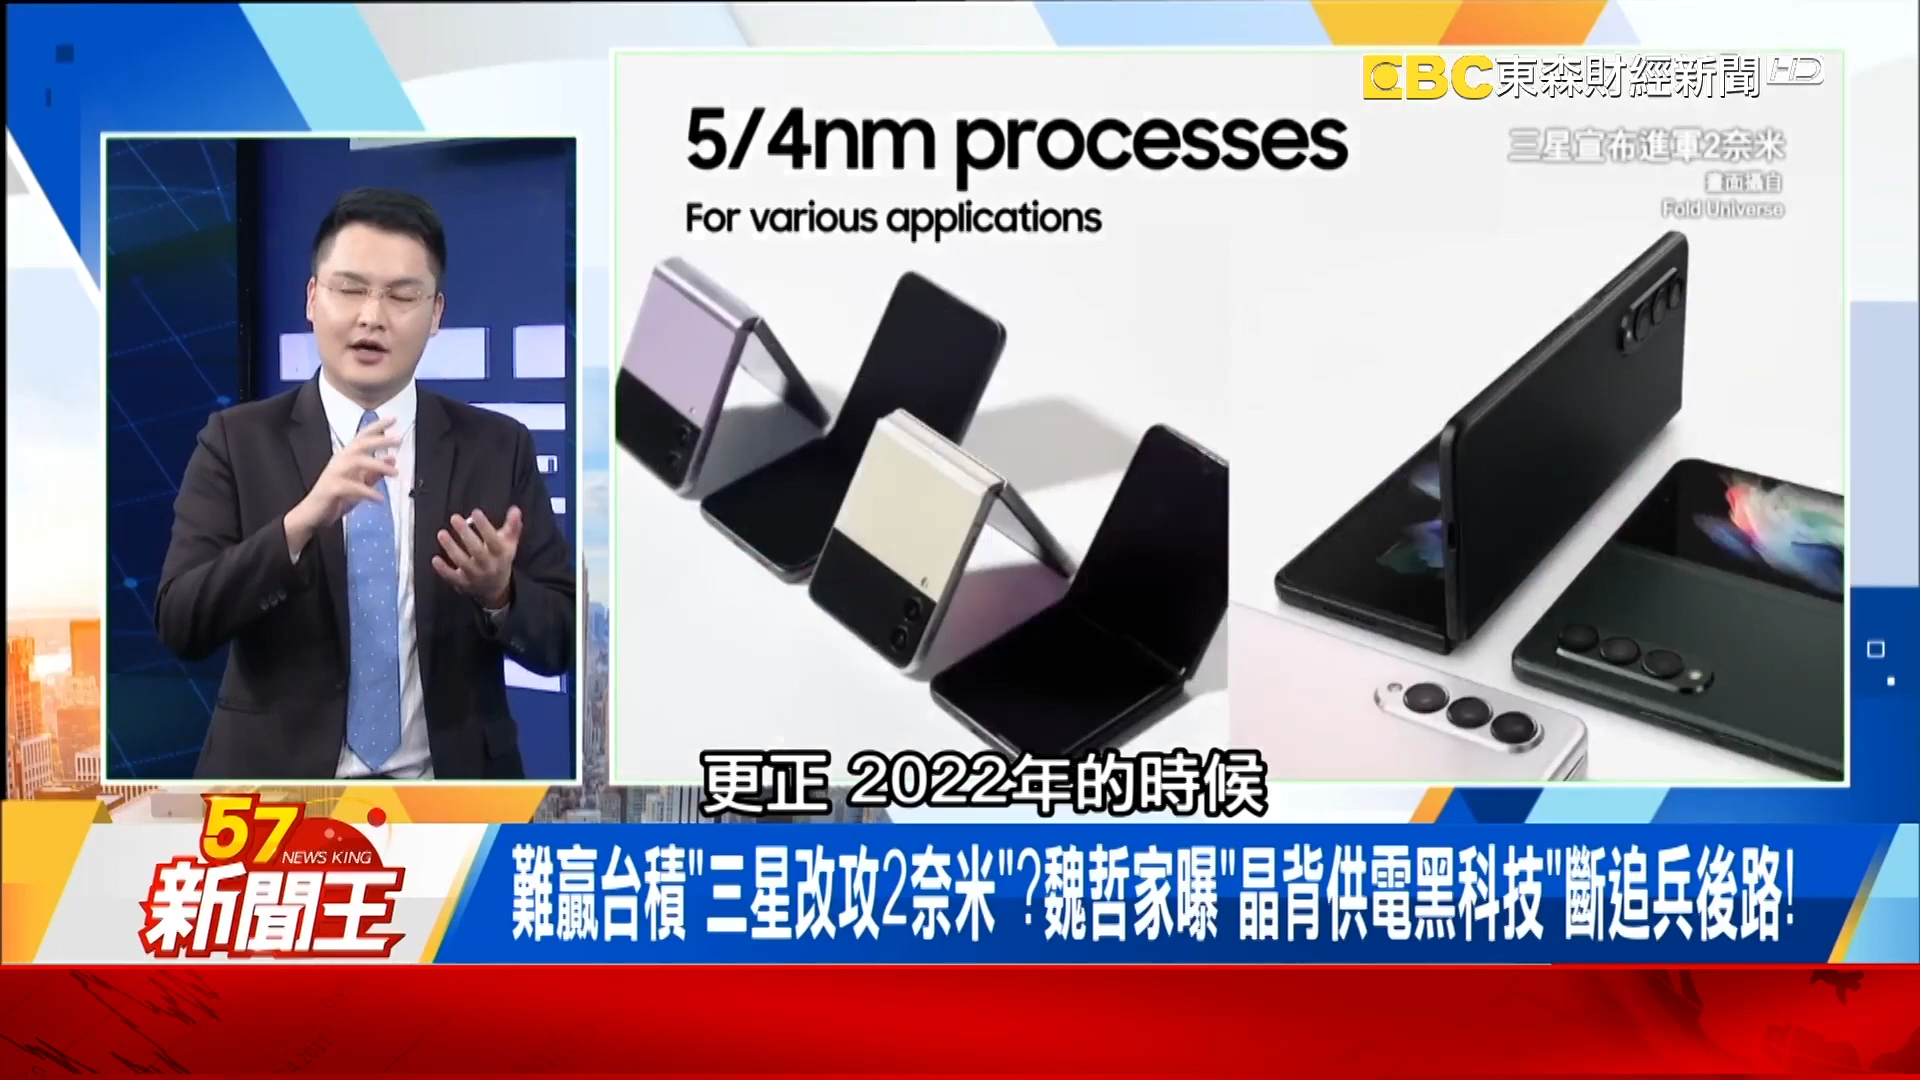 EBC東森財經新聞HD
5/4nm processes
For various applications
三星宣布進軍2奈米
畫面攝自
Fold Universe
更正 2022年的時候
57
NEWS KING
新聞王
難贏台積"三星改攻2奈米"?魏哲家曝"晶背供電黑科技"斷追兵後路!